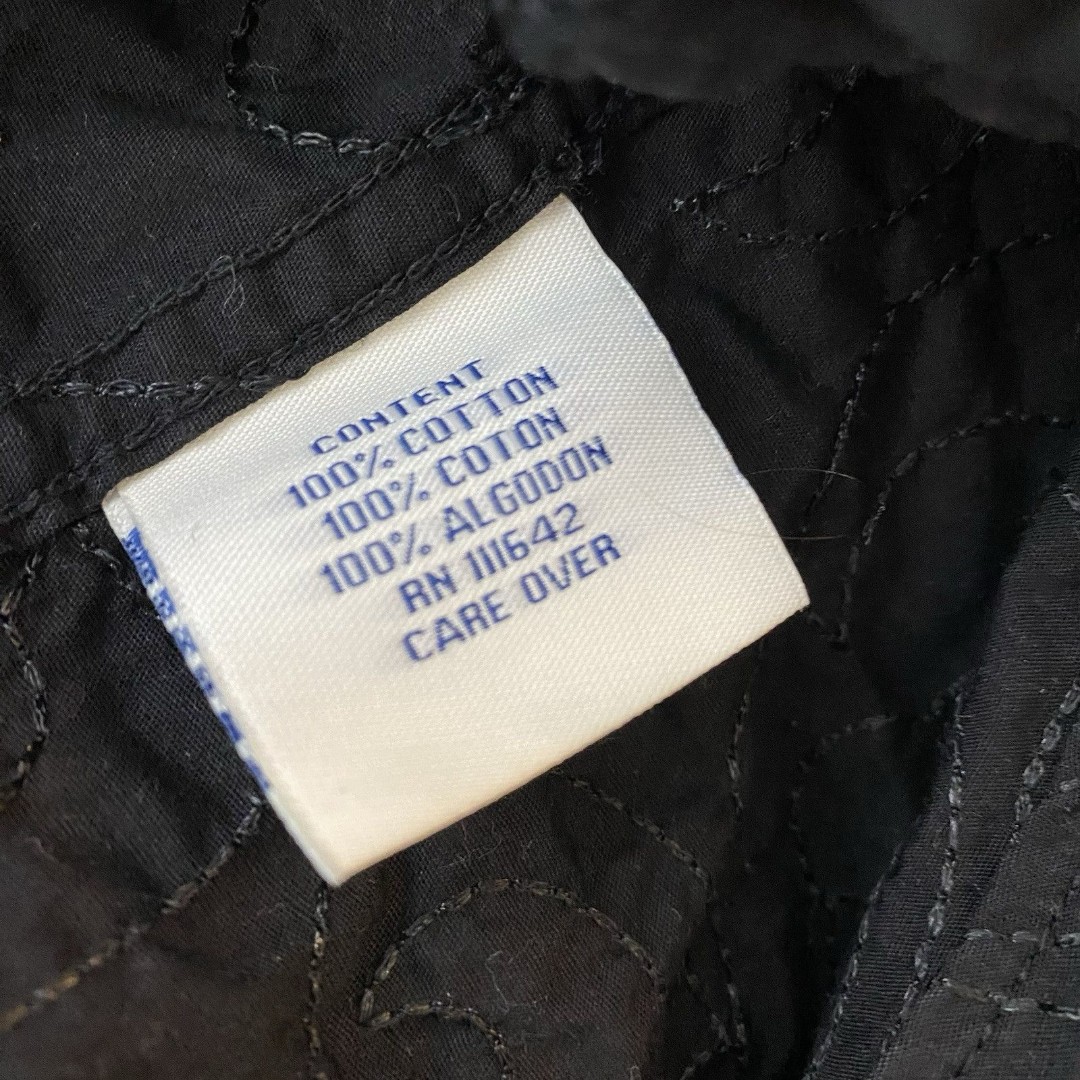 CONTENT
100% COTTON
100% COTON
100% ALGODON
RN 111642
CARE OVER